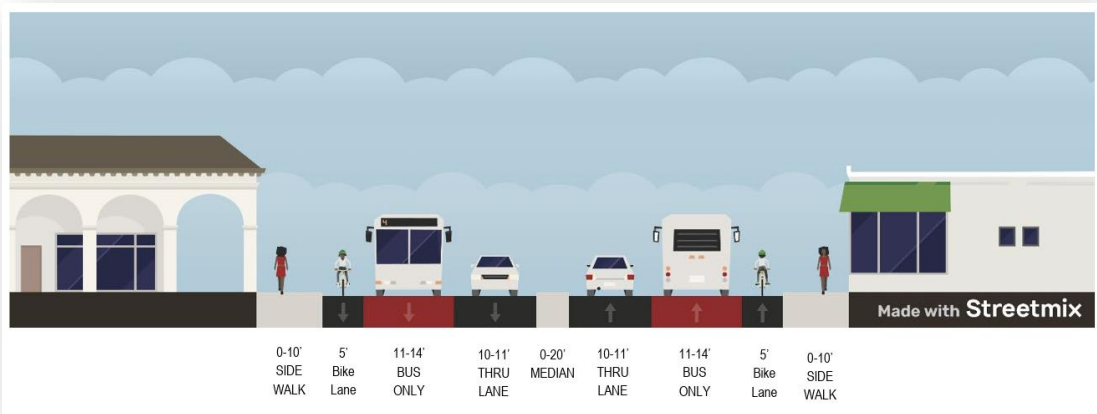 4
Made with Streetmix
0-10' 5' 11-14' 10-11' 0-20' 10-11' 11-14' 5' 0-10'
SIDE Bike BUS THRU MEDIAN THRU BUS Bike SIDE
WALK Lane ONLY LANE LANE ONLY Lane WALK